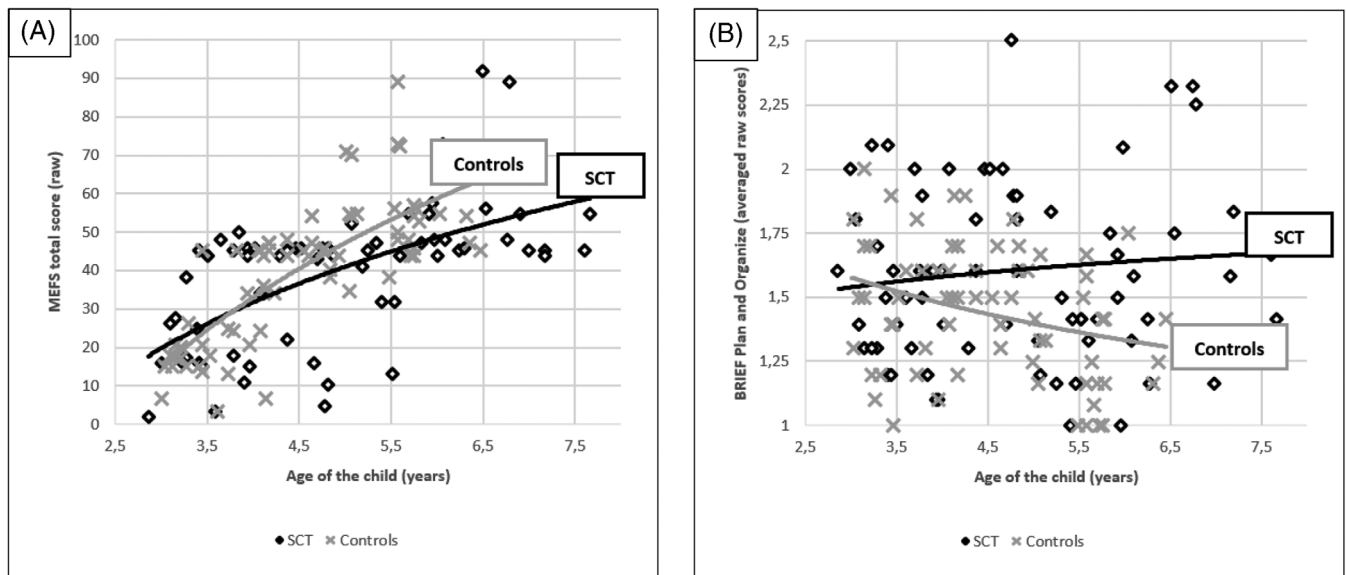 (A)
MEFS total score (raw)
100
90
80
70
60
50
40
30
20
10
0
Controls
SCT
2,5 3,5 4,5 5,5 6,5 7,5
Age of the child (years)
SCT Controls
(B)
BRIEF Plan and Organize (averaged raw scores)
2,5
2,25
2
1,75
1,5
1,25
1
SCT
Controls
2,5 3,5 4,5 5,5 6,5 7,5
Age of the child (years)
SCT Controls